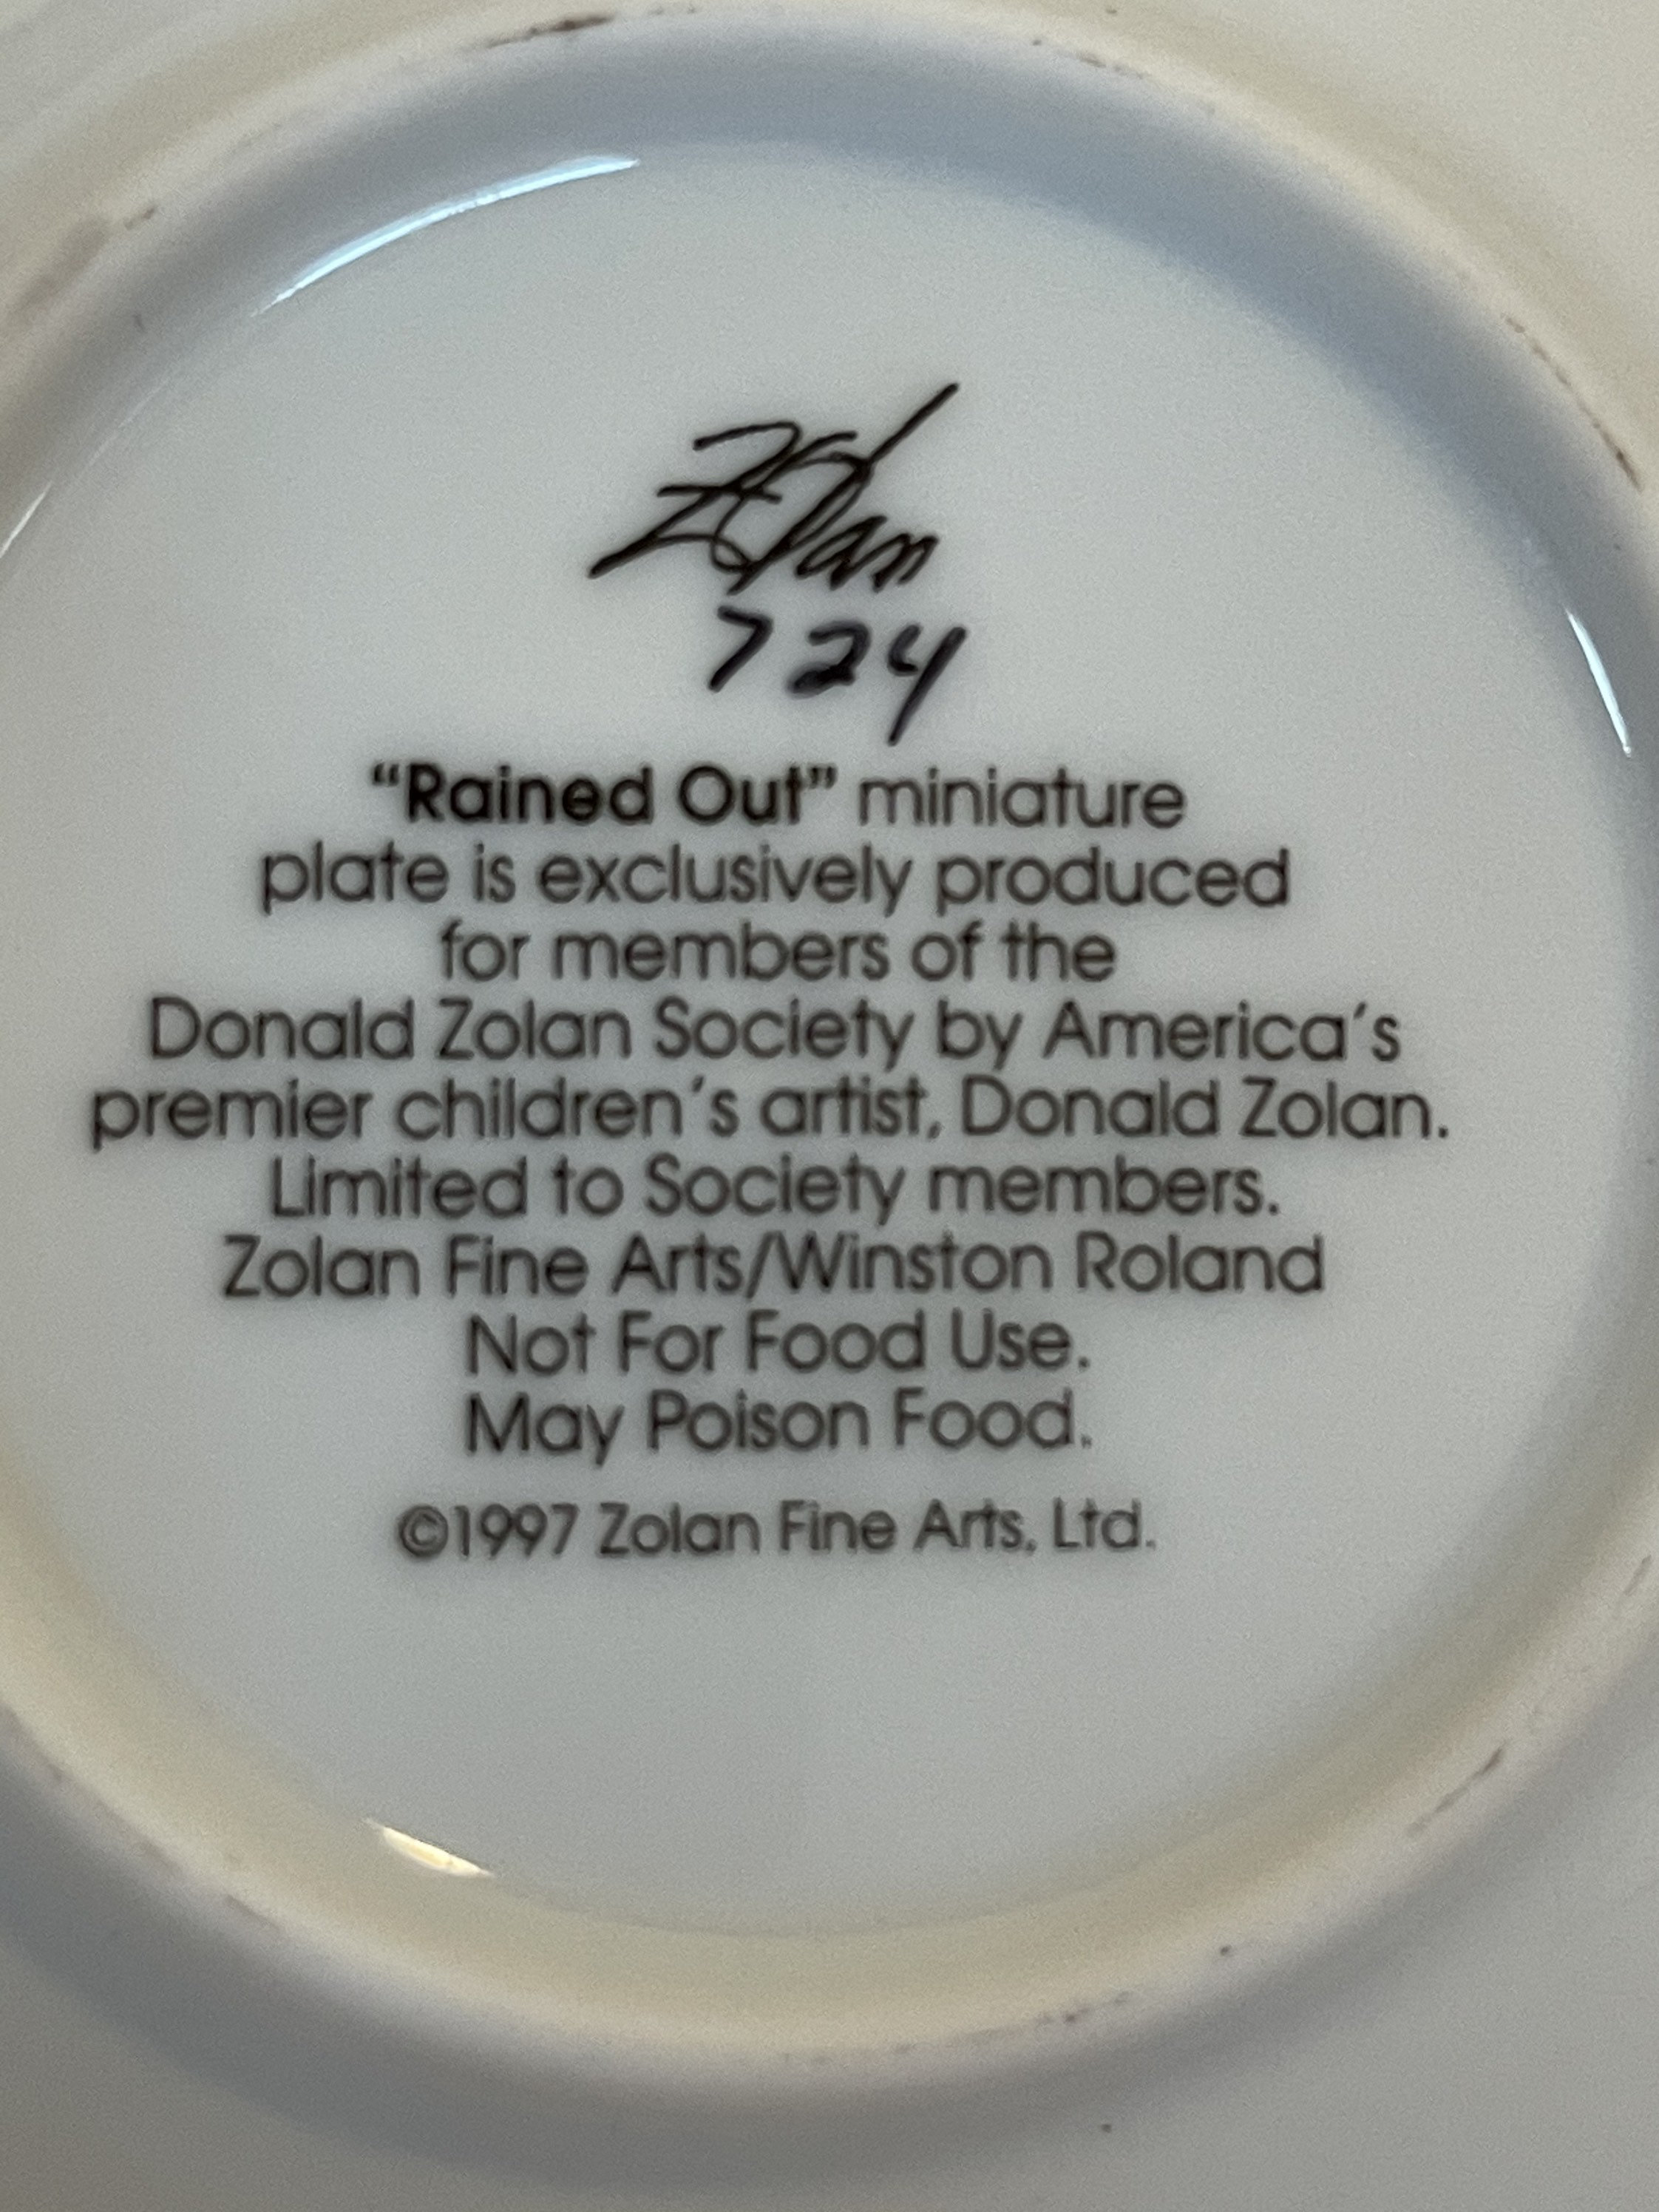 Zolan
724
“Rained Out” miniature
plate is exclusively produced
for members of the
Donald Zolan Society by America’s
premier children’s artist, Donald Zolan.
Limited to Society members.
Zolan Fine Arts/Winston Roland
Not For Food Use.
May Poison Food.
©1997 Zolan Fine Arts, Ltd.